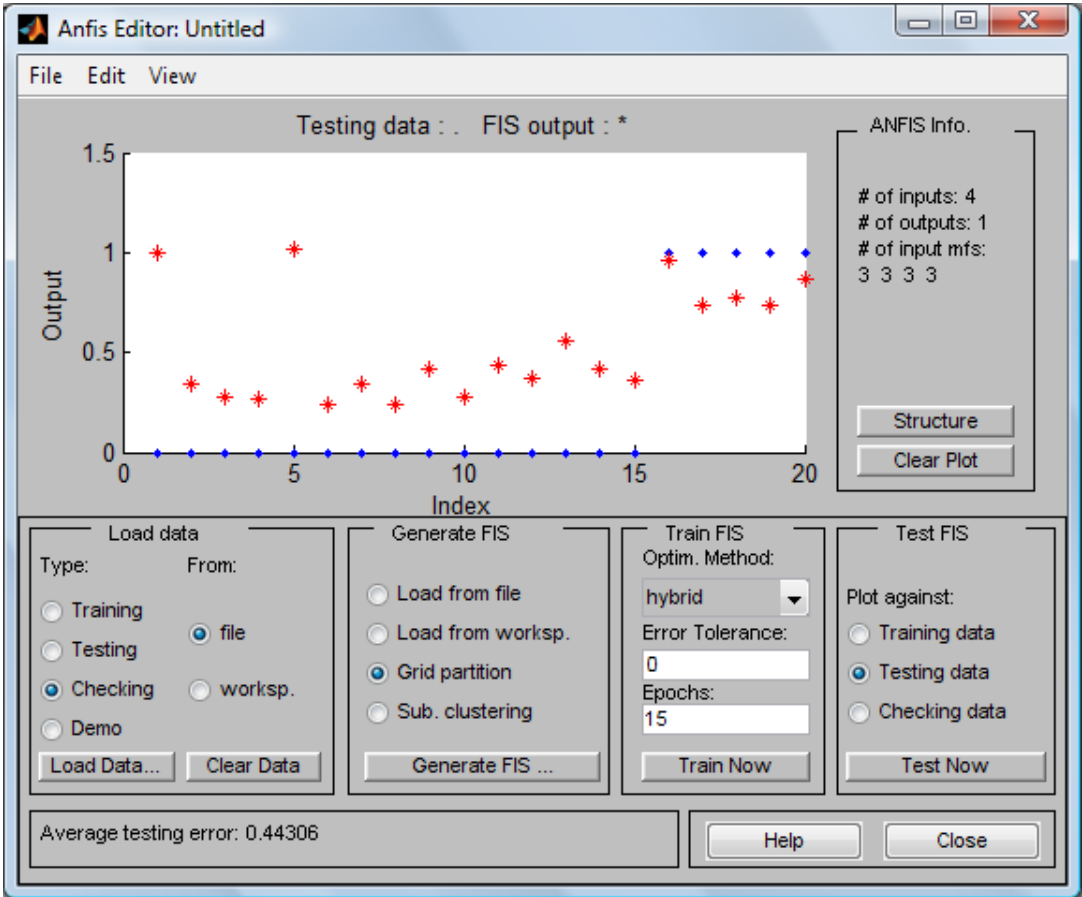 Anfis Editor: Untitled
File Edit View
Testing data : . FIS output : *
1.5
1
0.5
0
Output
0 5 10 15 20
Index
ANFIS Info.
# of inputs: 4
# of outputs: 1
# of input mfs:
3 3 3 3
Structure
Clear Plot
Load data
Type: From:
Training
file
Testing
Checking
worksp.
Demo
Load Data... Clear Data
Generate FIS
Load from file
Load from worksp.
Grid partition
Sub. clustering
Generate FIS ...
Train FIS
Optim. Method:
hybrid
Error Tolerance:
0
Epochs:
15
Train Now
Test FIS
Plot against:
Training data
Testing data
Checking data
Test Now
Average testing error: 0.44306
Help Close